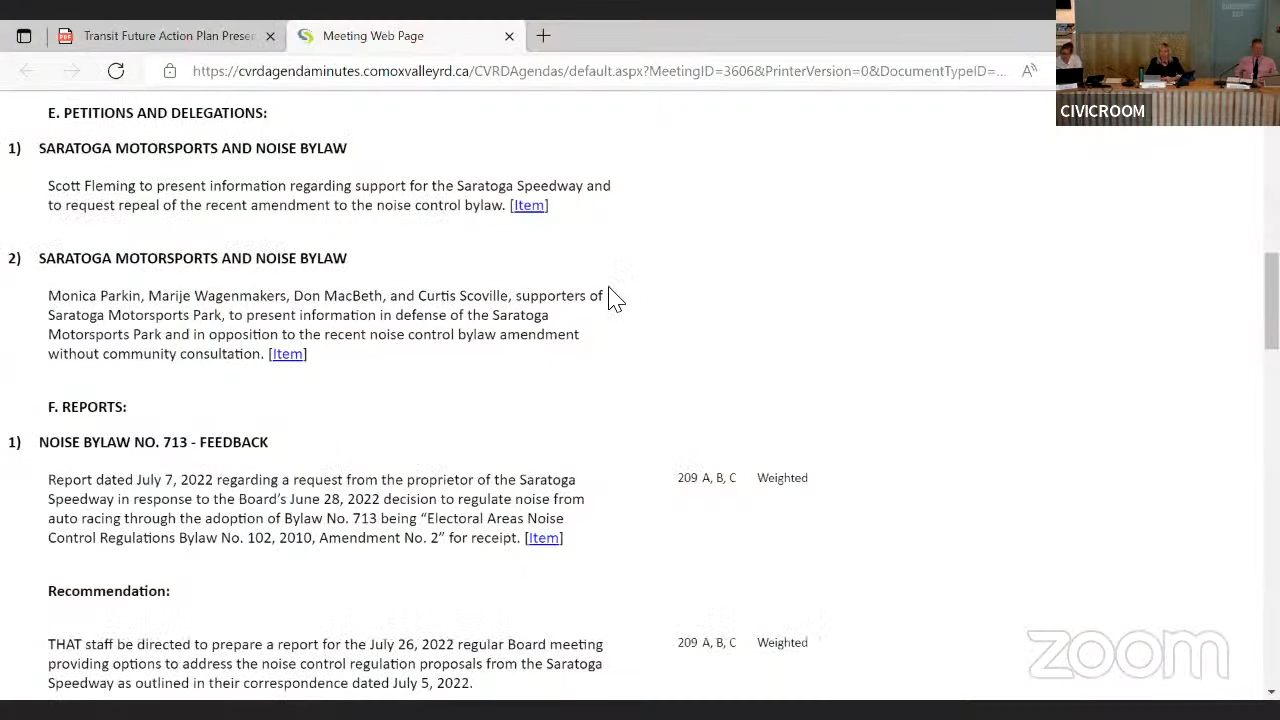 Transit Future Action Plan Preser
Meeting Web Page
https://cvrdagendaminutes.comoxvalleyrd.ca/CVRDAgendas/default.aspx?MeetingID=3606&PrinterVersion=0&DocumentTypeID=...
CIVICROOM
E. PETITIONS AND DELEGATIONS:
1) SARATOGA MOTORSPORTS AND NOISE BYLAW
Scott Fleming to present information regarding support for the Saratoga Speedway and
to request repeal of the recent amendment to the noise control bylaw. [Item]
2) SARATOGA MOTORSPORTS AND NOISE BYLAW
Monica Parkin, Marije Wagenmakers, Don MacBeth, and Curtis Scoville, supporters of
Saratoga Motorsports Park, to present information in defense of the Saratoga
Motorsports Park and in opposition to the recent noise control bylaw amendment
without community consultation. [Item]
F. REPORTS:
1) NOISE BYLAW NO. 713 - FEEDBACK
Report dated July 7, 2022 regarding a request from the proprietor of the Saratoga 209 A, B, C Weighted
Speedway in response to the Board's June 28, 2022 decision to regulate noise from
auto racing through the adoption of Bylaw No. 713 being “Electoral Areas Noise
Control Regulations Bylaw No. 102, 2010, Amendment No. 2” for receipt. [Item]
Recommendation:
THAT staff be directed to prepare a report for the July 26, 2022 regular Board meeting 209 A, B, C Weighted
providing options to address the noise control regulation proposals from the Saratoga
Speedway as outlined in their correspondence dated July 5, 2022.
zoom